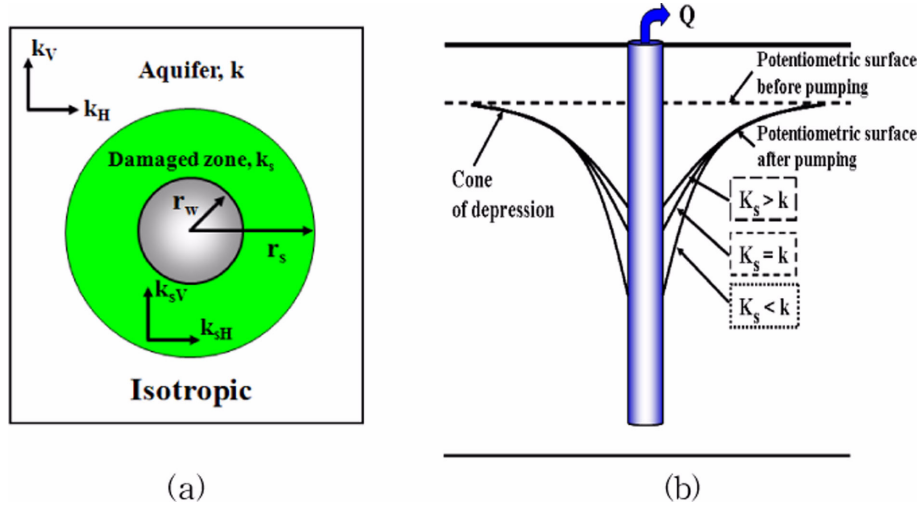 k_V
Aquifer, k
k_H
Damaged zone, k_s
r_w
r_s
k_sV
k_sH
Isotropic
(a)
Q
Potentiometric surface
before pumping
Potentiometric surface
after pumping
Cone
of depression
K_s > k
K_s = k
K_s < k
(b)